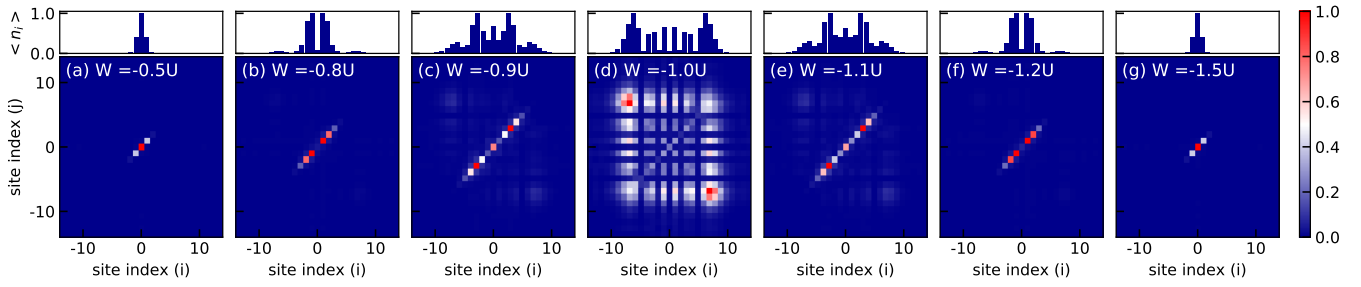 < n_i >
1.0
0.0
(a) W =-0.5U
(b) W =-0.8U
(c) W =-0.9U
(d) W =-1.0U
(e) W =-1.1U
(f) W =-1.2U
(g) W =-1.5U
site index (j)
10
0
-10
-10 0 10
-10 0 10
-10 0 10
-10 0 10
-10 0 10
-10 0 10
-10 0 10
site index (i)
site index (i)
site index (i)
site index (i)
site index (i)
site index (i)
site index (i)
1.0
0.8
0.6
0.4
0.2
0.0